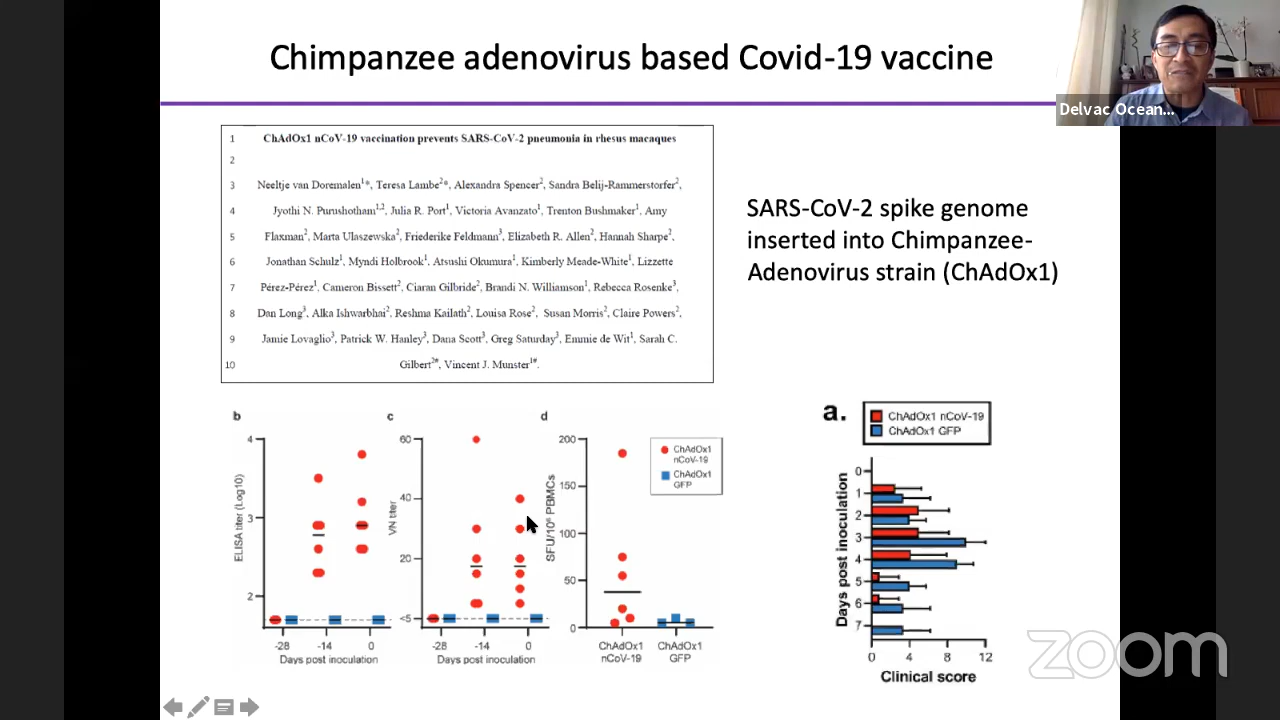 Chimpanzee adenovirus based Covid-19 vaccine
Delvac Ocean...
1 ChAdOx1 nCoV-19 vaccination prevents SARS-CoV-2 pneumonia in rhesus macaques
2
3 Neeltje van Doremalen1*, Teresa Lambe2*, Alexandra Spencer2, Sandra Belij-Rammerstorfer2,
4 Jyothi N. Purushotham1,2, Julia R. Port1, Victoria Avanzato1, Trenton Bushmaker1, Amy
5 Flaxman2, Marta Ulaszewska2, Friederike Feldmann3, Elizabeth R. Allen2, Hannah Sharpe2,
6 Jonathan Schulz1, Myndi Holbrook1, Atsushi Okumura1, Kimberly Meade-White1, Lizzette
7 Pérez-Pérez1, Cameron Bissett2, Ciaran Gilbride2, Brandi N. Williamson1, Rebecca Rosenke3,
8 Dan Long3, Alka Ishwarbhai2, Reshma Kailath2, Louisa Rose2, Susan Morris2, Claire Powers2,
9 Jamie Lovaglio3, Patrick W. Hanley3, Dana Scott3, Greg Saturday3, Emmie de Wit1, Sarah C.
10 Gilbert2#, Vincent J. Munster1#.
SARS-CoV-2 spike genome
inserted into Chimpanzee-
Adenovirus strain (ChAdOx1)
b
ELISA titer (Log10)
4
3
2
-28 -14 0
Days post inoculation
c
VN titer
60
40
20
<5
-28 -14 0
Days post inoculation
d
SFU/10⁶ PBMCs
200
150
100
50
0
ChAdOx1
nCoV-19
ChAdOx1
GFP
ChAdOx1
nCoV-19
ChAdOx1
GFP
a.
ChAdOx1 nCoV-19
ChAdOx1 GFP
Days post inoculation
0
1
2
3
4
5
6
7
0 4 8 12
Clinical score
zoom